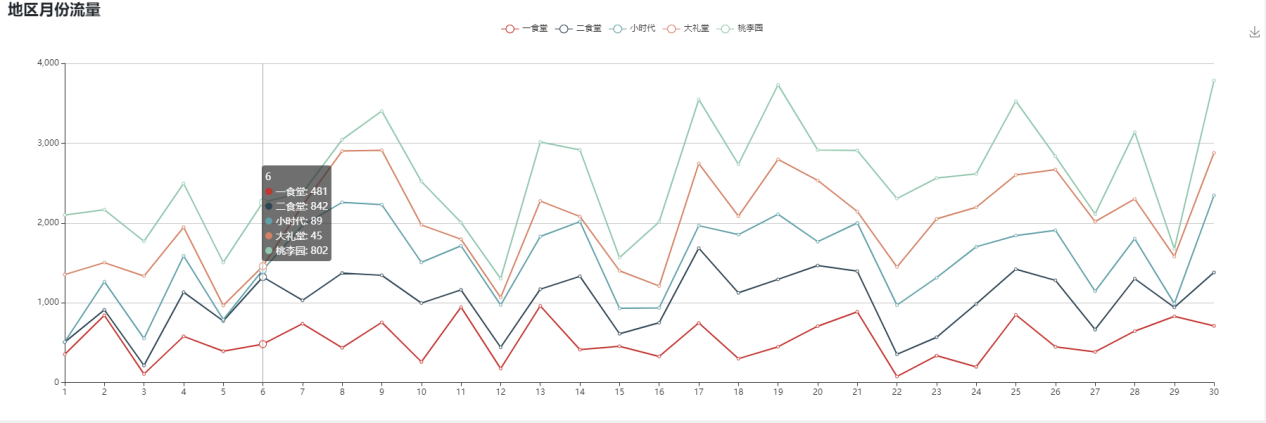 地区月份流量
一食堂 二食堂 小时代 大礼堂 桃李园
4,000
3,000
2,000
1,000
0
6
一食堂: 481
二食堂: 842
小时代: 89
大礼堂: 45
桃李园: 802
1 2 3 4 5 6 7 8 9 10 11 12 13 14 15 16 17 18 19 20 21 22 23 24 25 26 27 28 29 30